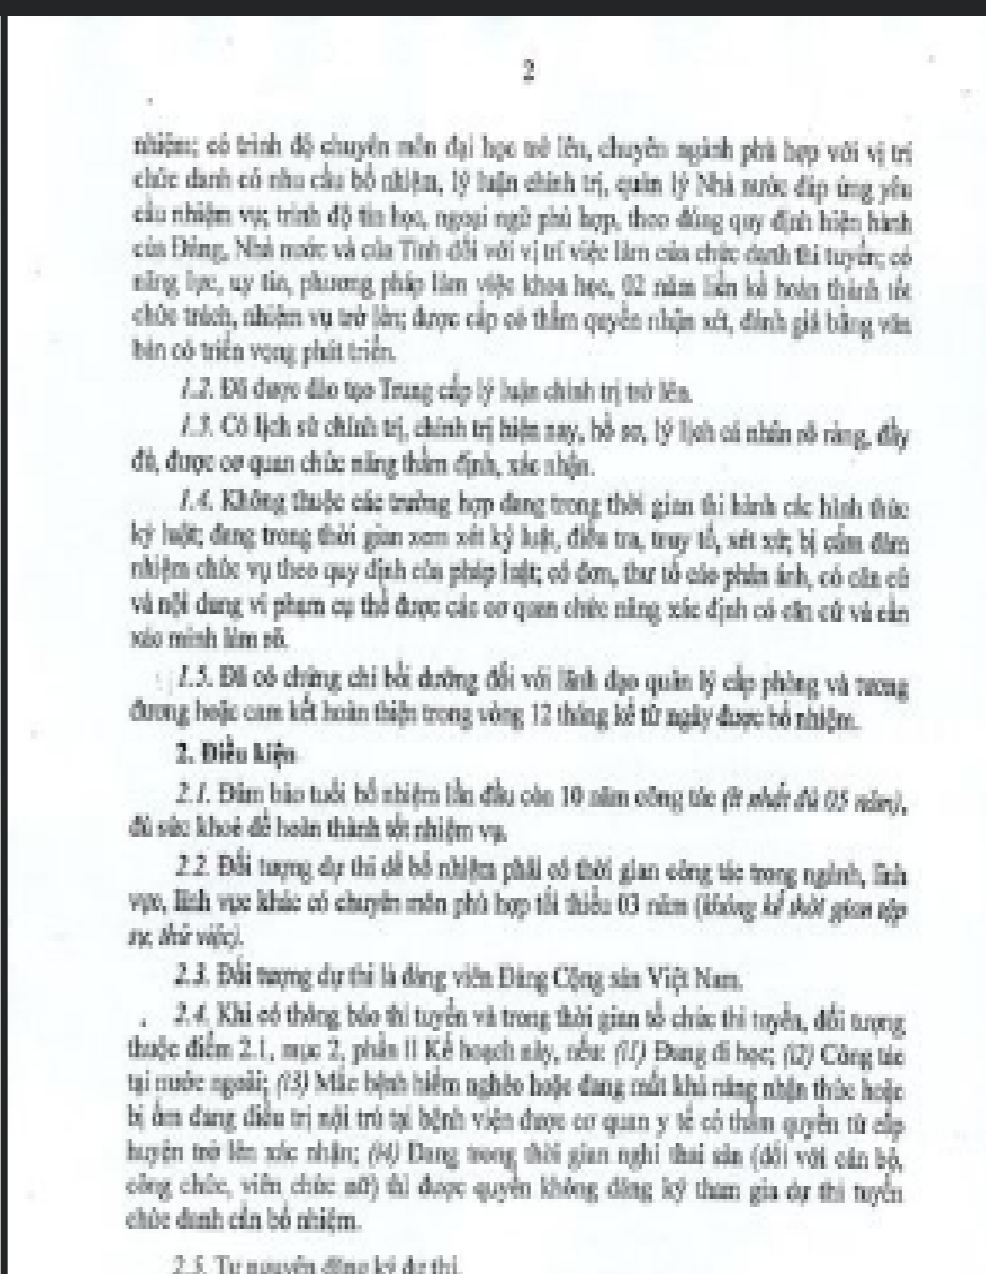 2
nhiệm; có trình độ chuyên môn đại học trở lên, chuyên ngành phù hợp với vị trí
chức danh có nhu cầu bổ nhiệm, lý luận chính trị, quản lý Nhà nước đáp ứng yêu
cầu nhiệm vụ; trình độ tin học, ngoại ngữ phù hợp, theo đúng quy định hiện hành
của Đảng, Nhà nước và của Tỉnh đối với vị trí việc làm của chức danh thi tuyển; có
năng lực, uy tín, phương pháp làm việc khoa học, 02 năm liền kề hoàn thành tốt
chức trách, nhiệm vụ trở lên; được cấp có thẩm quyền nhận xét, đánh giá bằng văn
bản có triển vọng phát triển.
1.2. Đã được đào tạo Trung cấp lý luận chính trị trở lên.
1.3. Có lịch sử chính trị, chính trị hiện nay, hồ sơ, lý lịch cá nhân rõ ràng, đầy
đủ, được cơ quan chức năng thẩm định, xác nhận.
1.4. Không thuộc các trường hợp đang trong thời gian thi hành các hình thức
kỷ luật; đang trong thời gian xem xét kỷ luật, điều tra, truy tố, xét xử; bị cấm đảm
nhiệm chức vụ theo quy định của pháp luật; có đơn, thư tố cáo phản ánh, có căn cứ
và nội dung vi phạm cụ thể được các cơ quan chức năng xác định có căn cứ và cần
xác minh làm rõ.
1.5. Đã có chứng chỉ bồi dưỡng đối với lãnh đạo quản lý cấp phòng và tương
đương hoặc cam kết hoàn thiện trong vòng 12 tháng kể từ ngày được bổ nhiệm.
2. Điều kiện
2.1. Đảm bảo tuổi bổ nhiệm lần đầu còn 10 năm công tác (ít nhất đủ 05 năm),
đủ sức khoẻ để hoàn thành tốt nhiệm vụ.
2.2. Đối tượng dự thi để bổ nhiệm phải có thời gian công tác trong ngành, lĩnh
vực, lĩnh vực khác có chuyên môn phù hợp tối thiểu 03 năm (không kể thời gian tập
sự, thử việc).
2.3. Đối tượng dự thi là đảng viên Đảng Cộng sản Việt Nam.
2.4. Khi có thông báo thi tuyển và trong thời gian tổ chức thi tuyển, đối tượng
thuộc điểm 2.1, mục 2, phần II Kế hoạch này, nếu: (i1) Đang đi học; (i2) Công tác
tại nước ngoài; (i3) Mắc bệnh hiểm nghèo hoặc đang mất khả năng nhận thức hoặc
bị ốm đang điều trị nội trú tại bệnh viện được cơ quan y tế có thẩm quyền từ cấp
huyện trở lên xác nhận; (i4) Đang trong thời gian nghỉ thai sản (đối với cán bộ,
công chức, viên chức nữ) thì được quyền không đăng ký tham gia dự thi tuyển
chức danh cần bổ nhiệm.
2.5. Tự nguyện đăng ký dự thi.